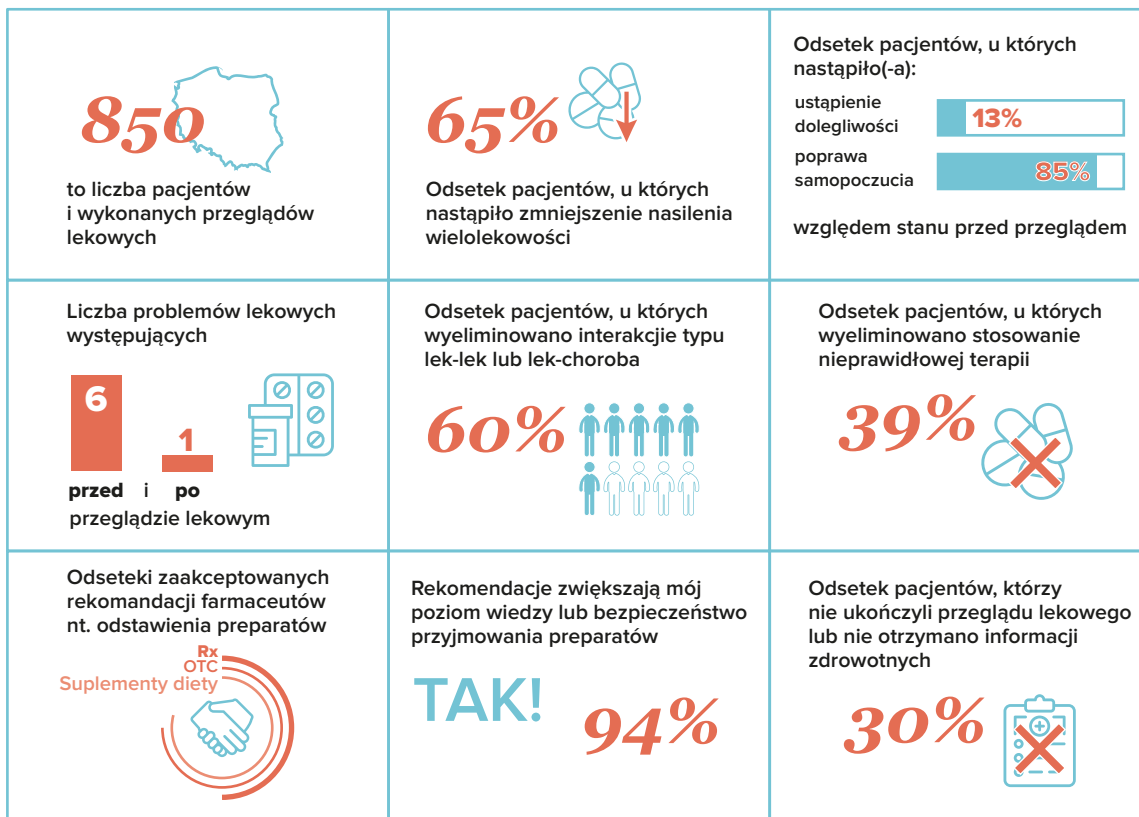 850
to liczba pacjentów
i wykonanych przeglądów
lekowych
65%
Odsetek pacjentów, u których
nastąpiło zmniejszenie nasilenia
wielolekowości
Odsetek pacjentów, u których
nastąpiło(-a):
ustąpienie
dolegliwości
13%
poprawa
samopoczucia
85%
względem stanu przed przeglądem
Liczba problemów lekowych
występujących
6
1
przed i po
przeglądzie lekowym
Odsetek pacjentów, u których
wyeliminowano interakcjie typu
lek-lek lub lek-choroba
60%
Odsetek pacjentów, u których
wyeliminowano stosowanie
nieprawidłowej terapii
39%
Odseteki zaakceptowanych
rekomandacji farmaceutów
nt. odstawienia preparatów
Rx
OTC
Suplementy diety
Rekomendacje zwiększają mój
poziom wiedzy lub bezpieczeństwo
przyjmowania preparatów
TAK!
94%
Odsetek pacjentów, którzy
nie ukończyli przeglądu lekowego
lub nie otrzymano informacji
zdrowotnych
30%